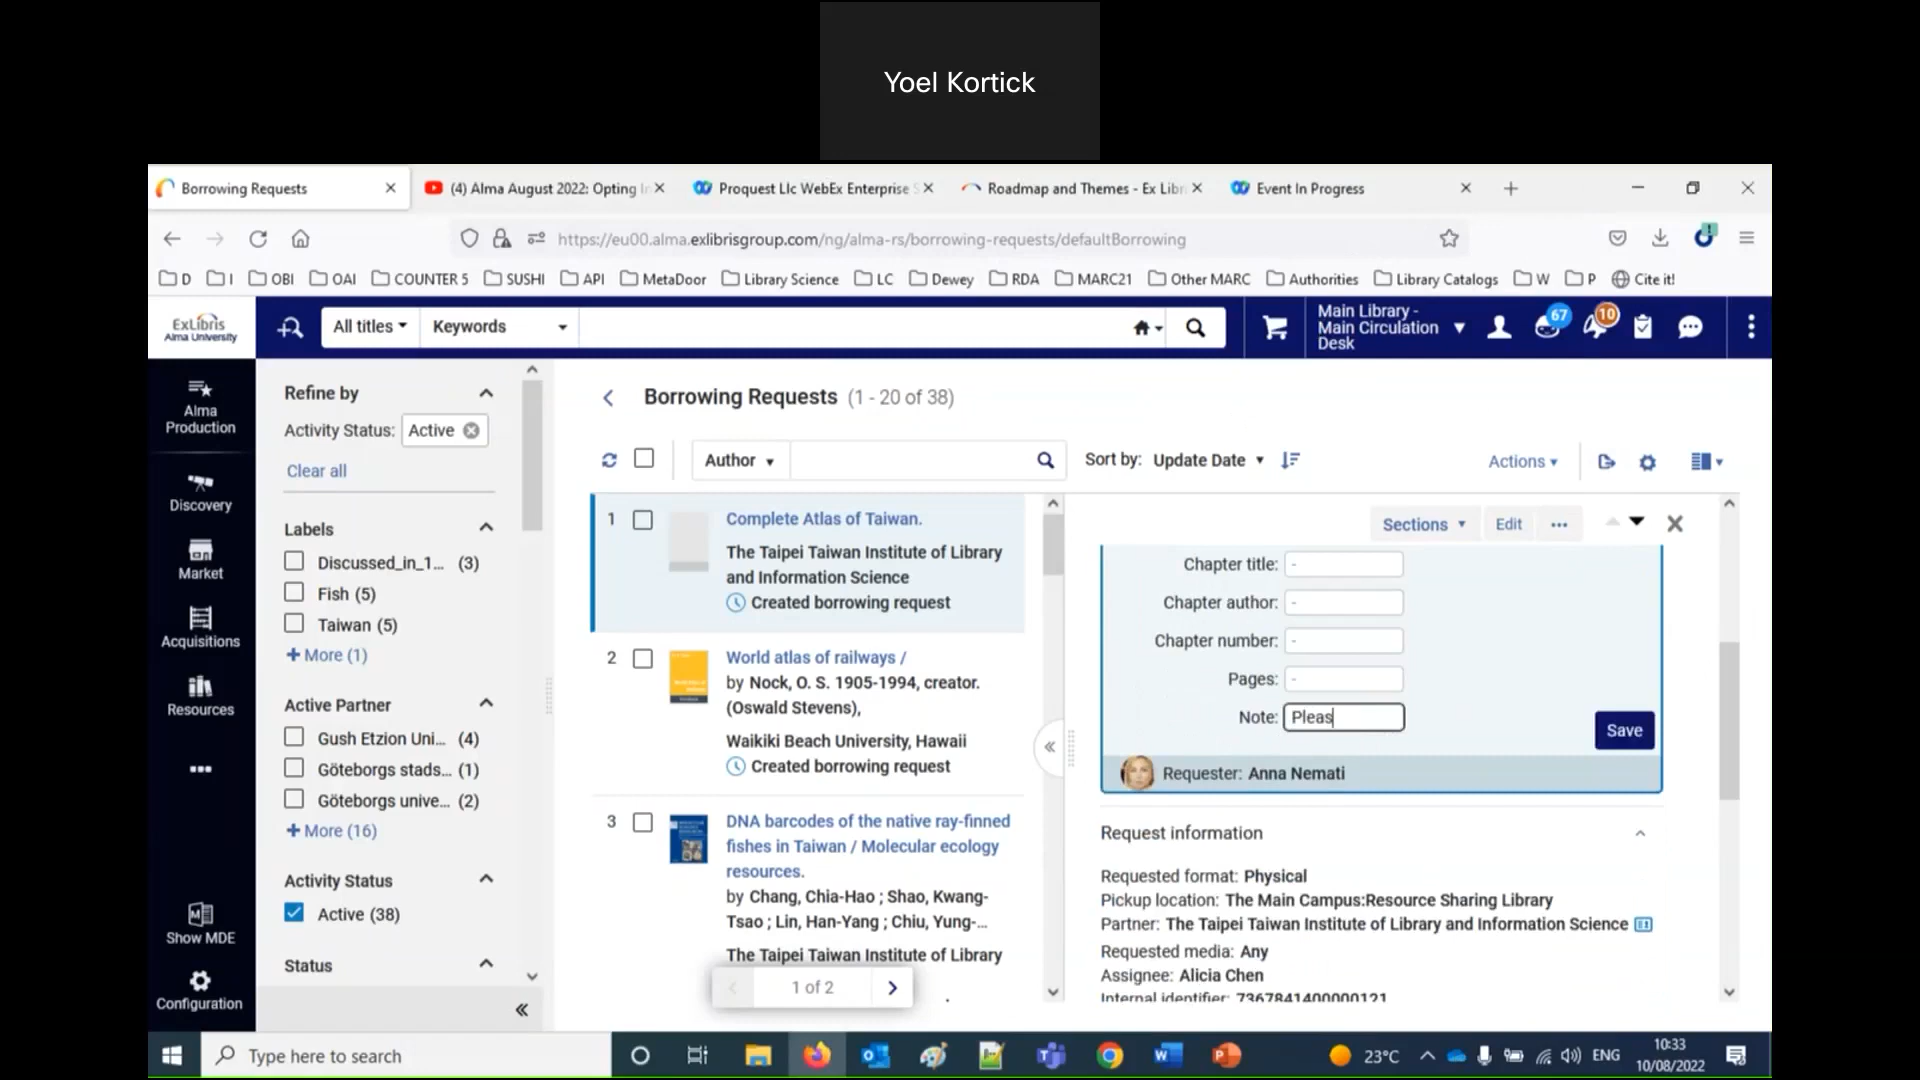 Yoel Kortick
Borrowing Requests
(4) Alma August 2022: Opting In
Proquest Llc WebEx Enterprise S
Roadmap and Themes - Ex Libri
Event In Progress
https://eu00.alma.exlibrisgroup.com/ng/alma-rs/borrowing-requests/defaultBorrowing
D I OBI OAI COUNTER 5 SUSHI API MetaDoor Library Science LC Dewey RDA MARC21 Other MARC Authorities Library Catalogs W P Cite it!
ExLibris
Alma University
All titles
Keywords
Main Library -
Main Circulation
Desk
67
10
Alma
Production
Discovery
Market
Acquisitions
Resources
Show MDE
Configuration
Refine by
Activity Status: Active
Clear all
Labels
Discussed_in_1... (3)
Fish (5)
Taiwan (5)
+ More (1)
Active Partner
Gush Etzion Uni... (4)
Göteborgs stads... (1)
Göteborgs unive... (2)
+ More (16)
Activity Status
Active (38)
Status
Borrowing Requests (1 - 20 of 38)
Author
Sort by: Update Date
Actions
1
Complete Atlas of Taiwan.
The Taipei Taiwan Institute of Library
and Information Science
Created borrowing request
2
World atlas of railways /
by Nock, O. S. 1905-1994, creator.
(Oswald Stevens),
Waikiki Beach University, Hawaii
Created borrowing request
3
DNA barcodes of the native ray-finned
fishes in Taiwan / Molecular ecology
resources.
by Chang, Chia-Hao ; Shao, Kwang-
Tsao ; Lin, Han-Yang ; Chiu, Yung-...
The Taipei Taiwan Institute of Library
1 of 2
Sections
Edit
Chapter title: -
Chapter author: -
Chapter number: -
Pages: -
Note: Pleas
Save
Requester: Anna Nemati
Request information
Requested format: Physical
Pickup location: The Main Campus:Resource Sharing Library
Partner: The Taipei Taiwan Institute of Library and Information Science
Requested media: Any
Assignee: Alicia Chen
Internal identifier: 7367841400000121
Type here to search
23°C
ENG
10:33
10/08/2022